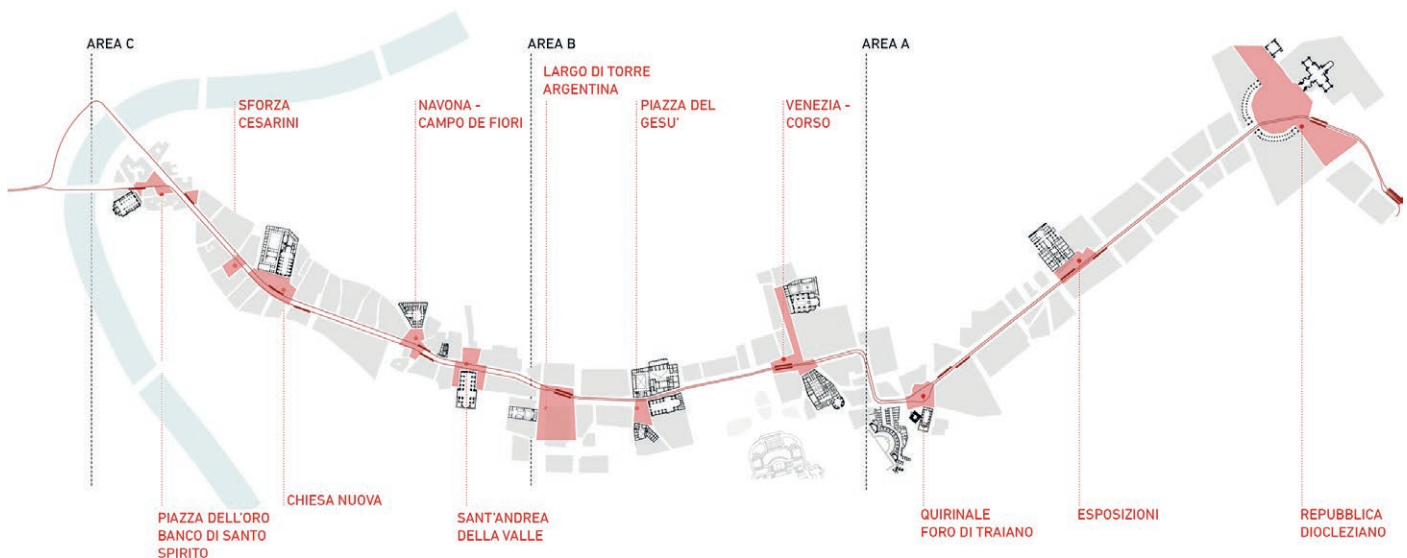 AREA C
AREA B
AREA A
SFORZA
CESARINI
NAVONA -
CAMPO DE FIORI
LARGO DI TORRE
ARGENTINA
PIAZZA DEL
GESU'
VENEZIA -
CORSO
PIAZZA DELL'ORO
BANCO DI SANTO
SPIRITO
CHIESA NUOVA
SANT'ANDREA
DELLA VALLE
QUIRINALE
FORO DI TRAIANO
ESPOSIZIONI
REPUBBLICA
DIOCLEZIANO